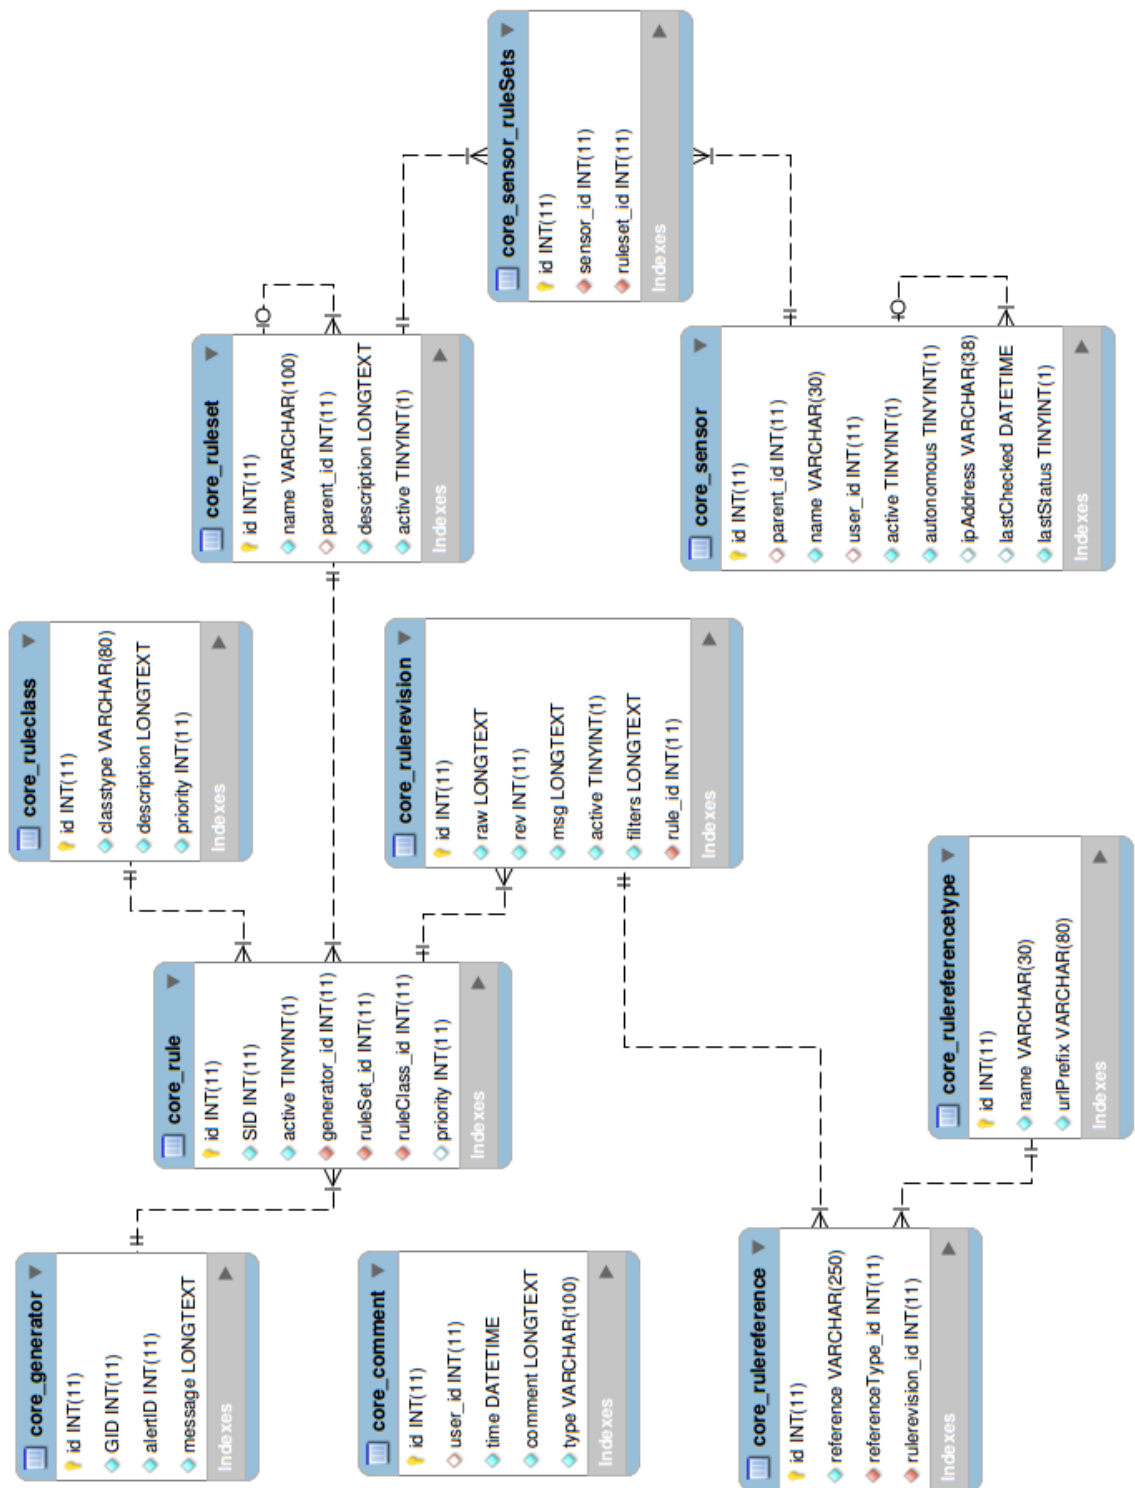 core_generator
id INT(11)
GID INT(11)
alertID INT(11)
message LONGTEXT
Indexes
core_comment
id INT(11)
user_id INT(11)
time DATETIME
comment LONGTEXT
type VARCHAR(100)
Indexes
core_rulereference
id INT(11)
reference VARCHAR(250)
referenceType_id INT(11)
rulerevision_id INT(11)
Indexes
core_rule
id INT(11)
SID INT(11)
active TINYINT(1)
generator_id INT(11)
ruleSet_id INT(11)
ruleClass_id INT(11)
priority INT(11)
Indexes
core_rulereferencetype
id INT(11)
name VARCHAR(30)
urlPrefix VARCHAR(80)
Indexes
core_ruleclass
id INT(11)
classtype VARCHAR(80)
description LONGTEXT
priority INT(11)
Indexes
core_rulerevision
id INT(11)
raw LONGTEXT
rev INT(11)
msg LONGTEXT
active TINYINT(1)
filters LONGTEXT
rule_id INT(11)
Indexes
core_ruleset
id INT(11)
name VARCHAR(100)
parent_id INT(11)
description LONGTEXT
active TINYINT(1)
Indexes
core_sensor
id INT(11)
parent_id INT(11)
name VARCHAR(30)
user_id INT(11)
active TINYINT(1)
autonomous TINYINT(1)
ipAddress VARCHAR(38)
lastChecked DATETIME
lastStatus TINYINT(1)
Indexes
core_sensor_ruleSets
id INT(11)
sensor_id INT(11)
ruleset_id INT(11)
Indexes